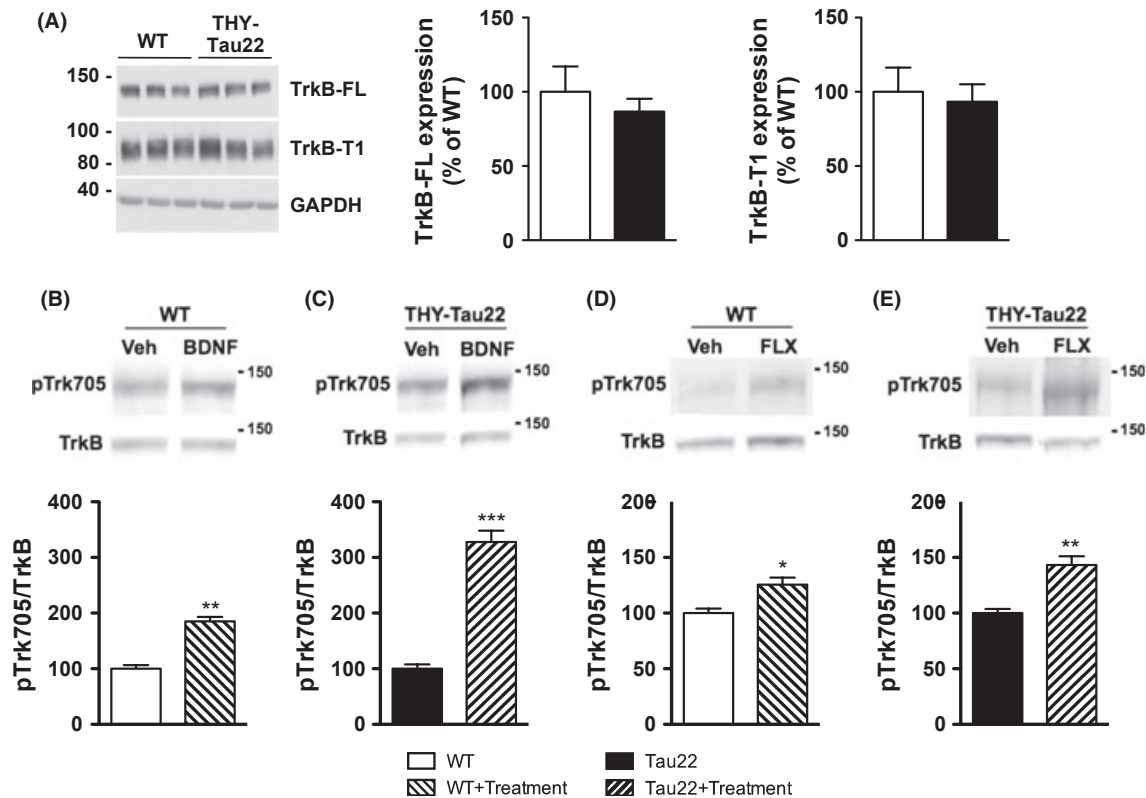 (A)
WT
THY-
Tau22
150 -
100 -
80 -
40 -
TrkB-FL
TrkB-T1
GAPDH
TrkB-FL expression
(% of WT)
150
100
50
0
TrkB-T1 expression
(% of WT)
150
100
50
0
(B)
WT
Veh BDNF
pTrk705
- 150
TrkB
- 150
pTrk705/TrkB
400
300
200
100
0
**
(C)
THY-Tau22
Veh BDNF
pTrk705
- 150
TrkB
- 150
pTrk705/TrkB
400
300
200
100
0
***
(D)
WT
Veh FLX
pTrk705
- 150
TrkB
- 150
pTrk705/TrkB
200
150
100
50
0
*
(E)
THY-Tau22
Veh FLX
pTrk705
- 150
TrkB
- 150
pTrk705/TrkB
200
150
100
50
0
**
WT
Tau22
WT+Treatment
Tau22+Treatment